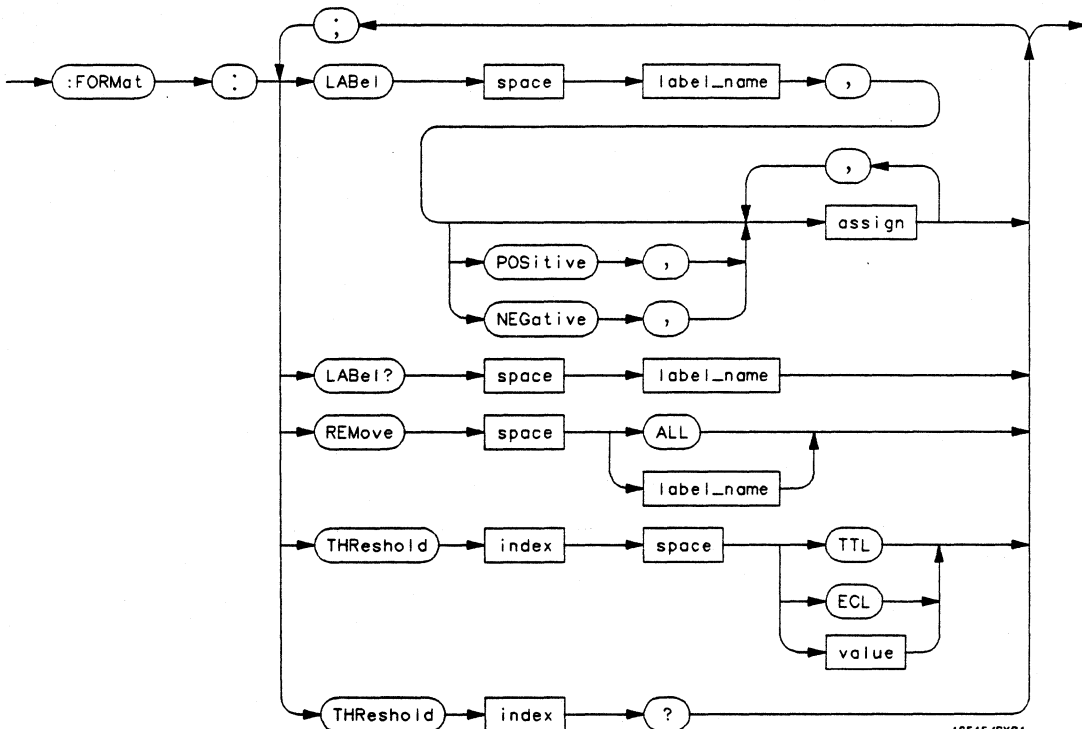 ;
:FORMat : LABel space label_name ,
,
assign
POSitive ,
NEGative ,
LABel? space label_name
REMove space ALL
label_name
THReshold index space TTL
ECL
value
THReshold index ?